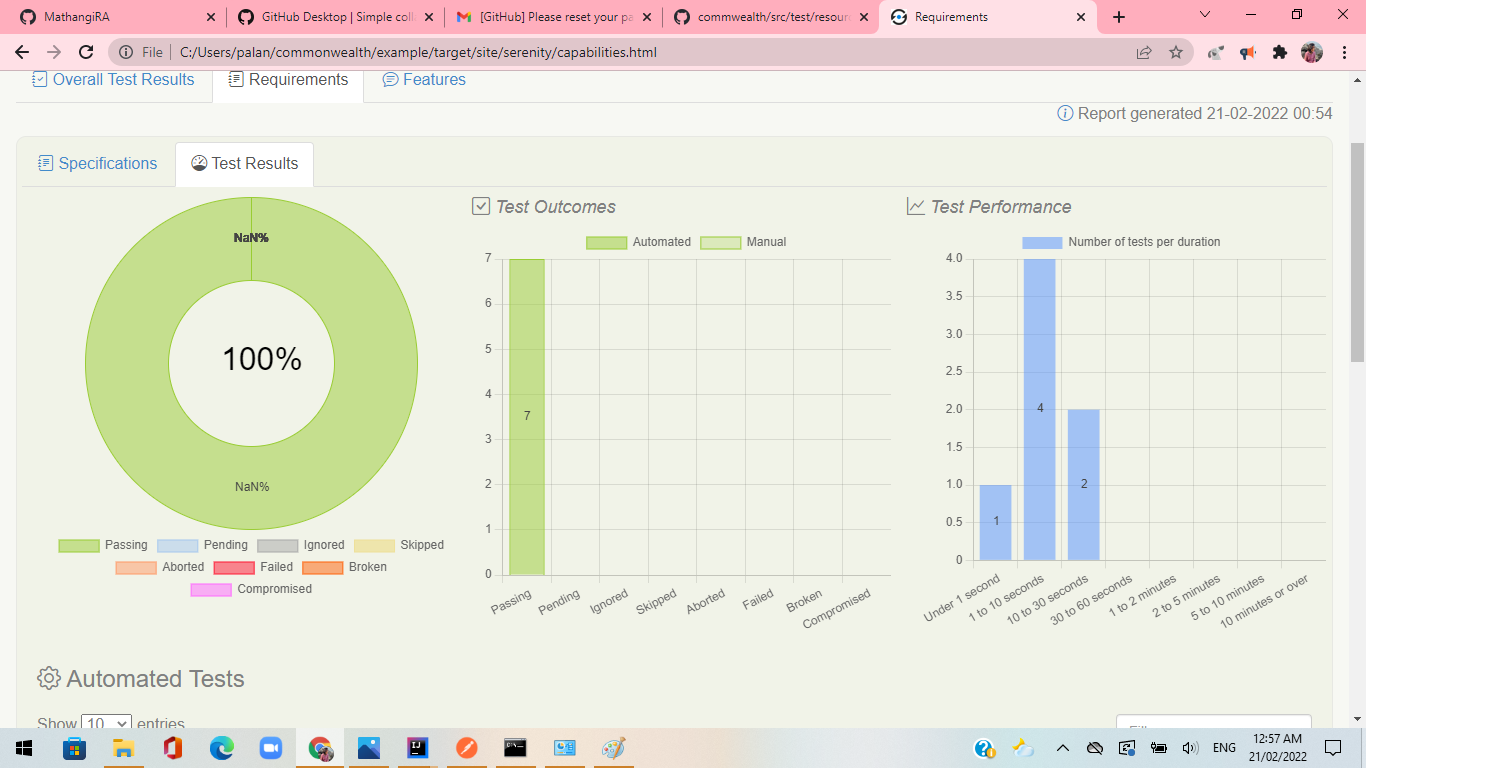 MathangiRA
GitHub Desktop | Simple coll
[GitHub] Please reset your pa
commwealth/src/test/resour
Requirements
File | C:/Users/palan/commonwealth/example/target/site/serenity/capabilities.html
Overall Test Results
Requirements
Features
Report generated 21-02-2022 00:54
Specifications
Test Results
NaN%
100%
NaN%
Passing
Pending
Ignored
Skipped
Aborted
Failed
Broken
Compromised
Test Outcomes
Automated
Manual
7
6
5
4
3
2
1
0
7
Passing
Pending
Ignored
Skipped
Aborted
Failed
Broken
Compromised
Test Performance
Number of tests per duration
4.0
3.5
3.0
2.5
2.0
1.5
1.0
0.5
0
1
4
2
Under 1 second
1 to 10 seconds
10 to 30 seconds
30 to 60 seconds
1 to 2 minutes
2 to 5 minutes
5 to 10 minutes
10 minutes or over
Automated Tests
Show 10 entries
ENG
12:57 AM
21/02/2022